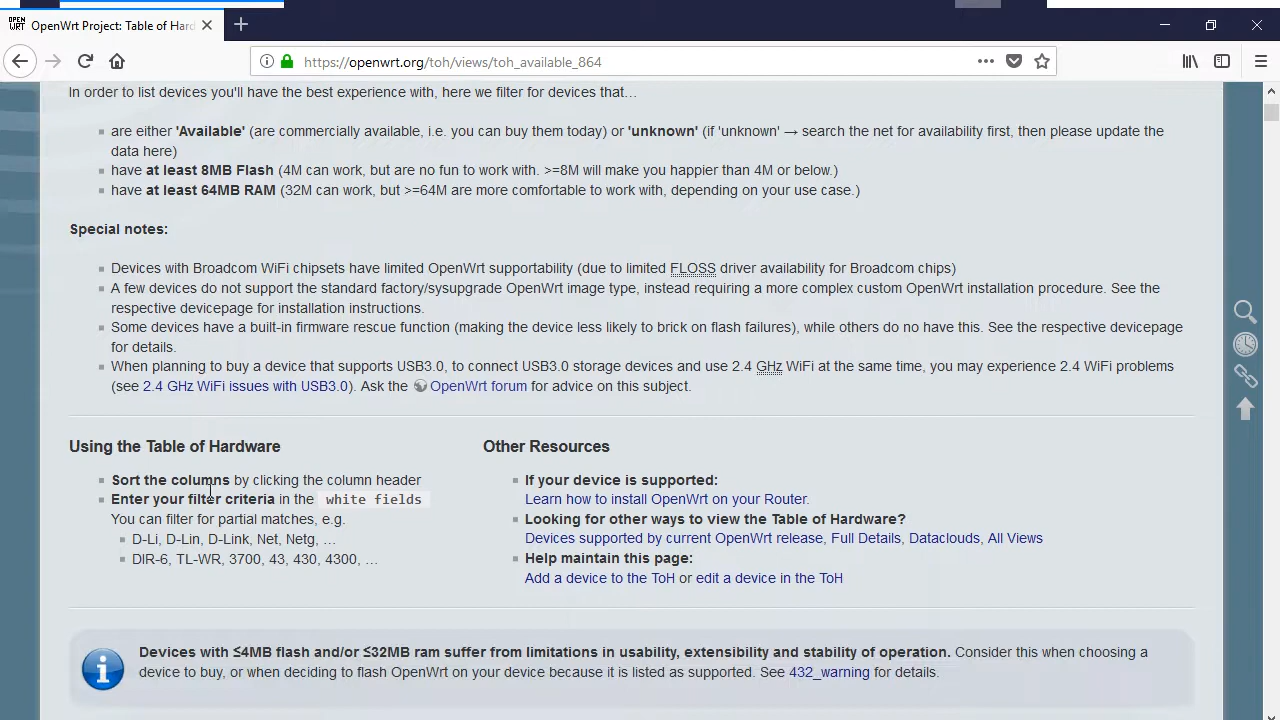 OPEN
WRT
OpenWrt Project: Table of Hard
https://openwrt.org/toh/views/toh_available_864
In order to list devices you'll have the best experience with, here we filter for devices that…
are either 'Available' (are commercially available, i.e. you can buy them today) or 'unknown' (if 'unknown' → search the net for availability first, then please update the
data here)
have at least 8MB Flash (4M can work, but are no fun to work with. >=8M will make you happier than 4M or below.)
have at least 64MB RAM (32M can work, but >=64M are more comfortable to work with, depending on your use case.)
Special notes:
Devices with Broadcom WiFi chipsets have limited OpenWrt supportability (due to limited FLOSS driver availability for Broadcom chips)
A few devices do not support the standard factory/sysupgrade OpenWrt image type, instead requiring a more complex custom OpenWrt installation procedure. See the
respective devicepage for installation instructions.
Some devices have a built-in firmware rescue function (making the device less likely to brick on flash failures), while others do no have this. See the respective devicepage
for details.
When planning to buy a device that supports USB3.0, to connect USB3.0 storage devices and use 2.4 GHz WiFi at the same time, you may experience 2.4 WiFi problems
(see 2.4 GHz WiFi issues with USB3.0). Ask the OpenWrt forum for advice on this subject.
Using the Table of Hardware
Sort the columns by clicking the column header
Enter your filter criteria in the white fields
You can filter for partial matches, e.g.
D-Li, D-Lin, D-Link, Net, Netg, …
DIR-6, TL-WR, 3700, 43, 430, 4300, …
Other Resources
If your device is supported:
Learn how to install OpenWrt on your Router.
Looking for other ways to view the Table of Hardware?
Devices supported by current OpenWrt release, Full Details, Dataclouds, All Views
Help maintain this page:
Add a device to the ToH or edit a device in the ToH
Devices with ≤4MB flash and/or ≤32MB ram suffer from limitations in usability, extensibility and stability of operation. Consider this when choosing a
device to buy, or when deciding to flash OpenWrt on your device because it is listed as supported. See 432_warning for details.